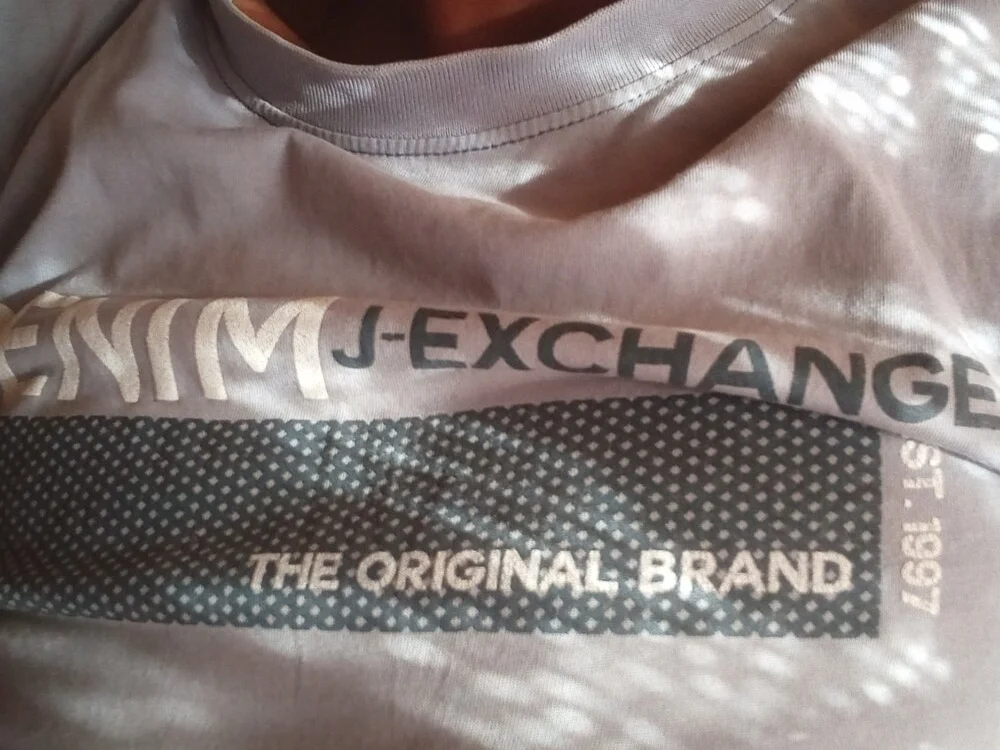 ENIM J-EXCHANGE
THE ORIGINAL BRAND
ST. 1997